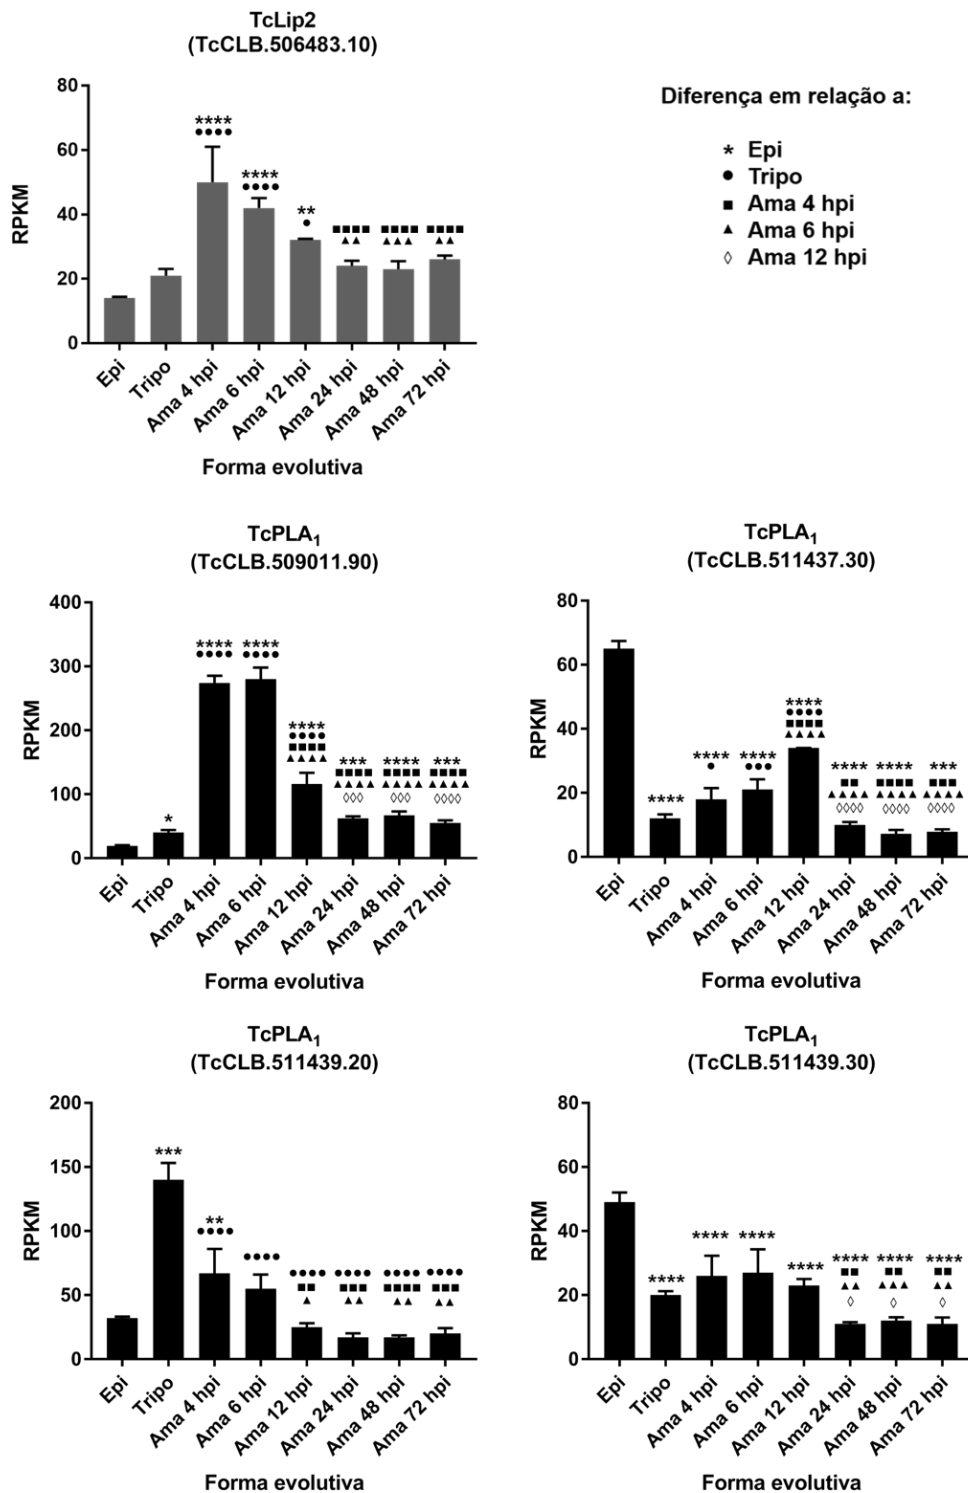 TcLip2
(TcCLB.506483.10)
80
60
40
20
0
RPKM
****
●●●●
****
●●●●
**
●
■■■■
▲▲
■■■■
▲▲▲
■■■■
▲▲
Epi
Tripo
Ama 4 hpi
Ama 6 hpi
Ama 12 hpi
Ama 24 hpi
Ama 48 hpi
Ama 72 hpi
Forma evolutiva
Diferença em relação a:
* Epi
● Tripo
■ Ama 4 hpi
▲ Ama 6 hpi
◊ Ama 12 hpi
TcPLA₁
(TcCLB.509011.90)
400
300
200
100
0
RPKM
*
****
●●●●
****
●●●●
****
●●●●
■■■■
▲▲▲▲
***
■■■■
▲▲▲▲
◊◊◊
****
■■■■
▲▲▲▲
◊◊◊
***
■■■■
▲▲▲▲
◊◊◊◊
Epi
Tripo
Ama 4 hpi
Ama 6 hpi
Ama 12 hpi
Ama 24 hpi
Ama 48 hpi
Ama 72 hpi
Forma evolutiva
TcPLA₁
(TcCLB.511437.30)
80
60
40
20
0
RPKM
****
****
●
****
●●●
****
●●●●
■■■■
▲▲▲▲
****
■■
▲▲▲▲
◊◊◊◊
****
■■■■
▲▲▲▲
◊◊◊◊
***
■■■
▲▲▲▲
◊◊◊◊
Epi
Tripo
Ama 4 hpi
Ama 6 hpi
Ama 12 hpi
Ama 24 hpi
Ama 48 hpi
Ama 72 hpi
Forma evolutiva
TcPLA₁
(TcCLB.511439.20)
200
150
100
50
0
RPKM
***
**
●●●●
●●●●
●●●●
■■
▲
●●●●
■■■
▲▲
●●●●
■■■■
▲▲
●●●●
■■■
▲▲
Epi
Tripo
Ama 4 hpi
Ama 6 hpi
Ama 12 hpi
Ama 24 hpi
Ama 48 hpi
Ama 72 hpi
Forma evolutiva
TcPLA₁
(TcCLB.511439.30)
80
60
40
20
0
RPKM
****
****
****
****
****
■■
▲▲
◊
****
■■
▲▲▲
◊
****
■■
▲▲
◊
Epi
Tripo
Ama 4 hpi
Ama 6 hpi
Ama 12 hpi
Ama 24 hpi
Ama 48 hpi
Ama 72 hpi
Forma evolutiva